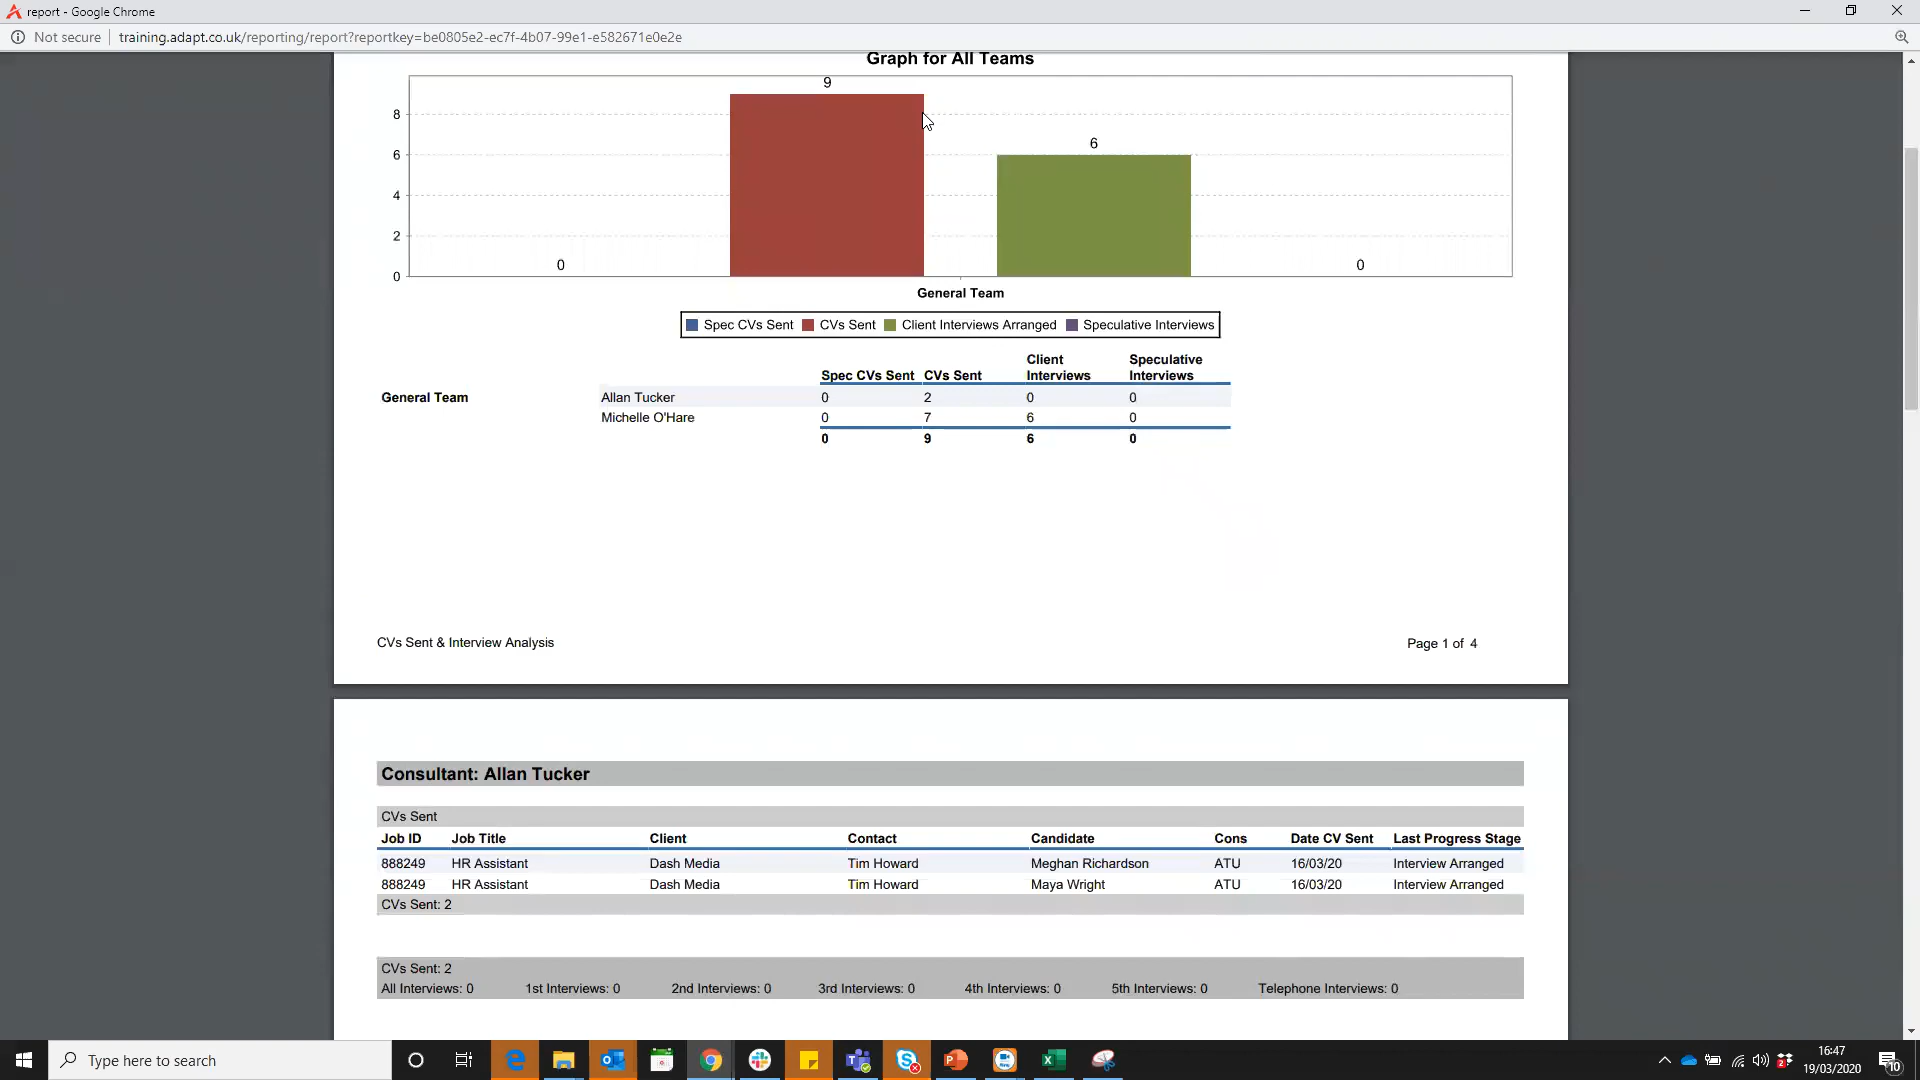 report - Google Chrome
Not secure training.adapt.co.uk/reporting/report?reportkey=be0805e2-ec7f-4b07-99e1-e582671e0e2e
Graph for All Teams
9
8
6
6
4
2
0 0
0
General Team
Spec CVs Sent CVs Sent Client Interviews Arranged Speculative Interviews
Client Speculative
Spec CVs Sent CVs Sent Interviews Interviews
General Team Allan Tucker 0 2 0 0
Michelle O'Hare 0 7 6 0
0 9 6 0
CVs Sent & Interview Analysis Page 1 of 4
Consultant: Allan Tucker
CVs Sent
Job ID Job Title Client Contact Candidate Cons Date CV Sent Last Progress Stage
888249 HR Assistant Dash Media Tim Howard Meghan Richardson ATU 16/03/20 Interview Arranged
888249 HR Assistant Dash Media Tim Howard Maya Wright ATU 16/03/20 Interview Arranged
CVs Sent: 2
CVs Sent: 2
All Interviews: 0 1st Interviews: 0 2nd Interviews: 0 3rd Interviews: 0 4th Interviews: 0 5th Interviews: 0 Telephone Interviews: 0
Type here to search
16:47
19/03/2020
10